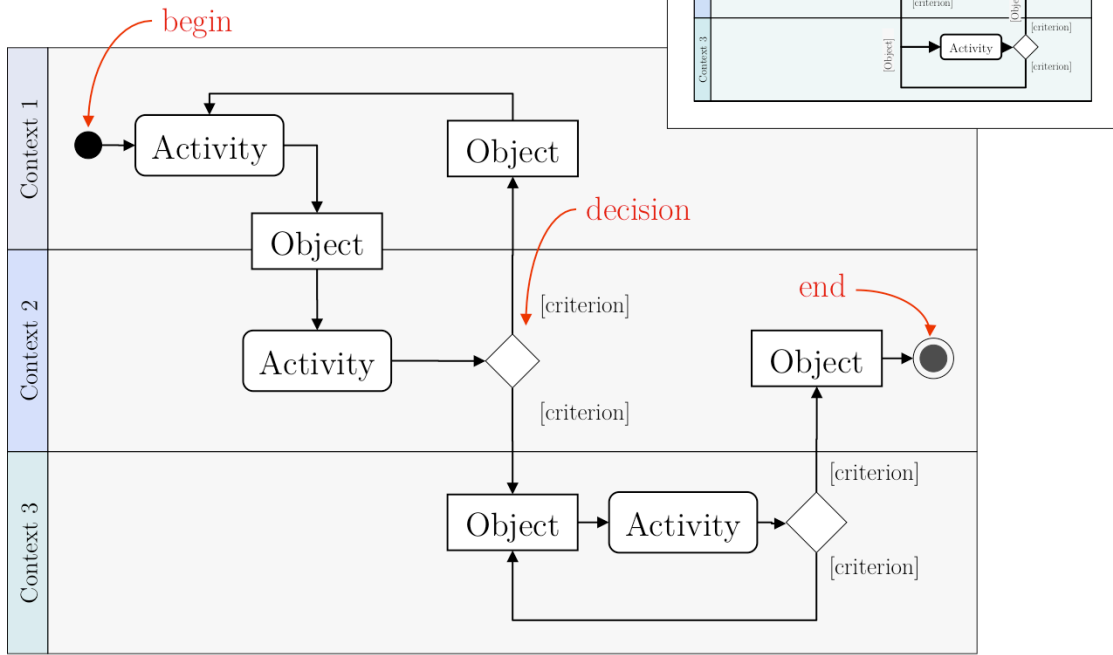 begin
[criterion]
Context 3
[Object]
Activity
[criterion]
[criterion]
Context 1
Activity
Object
Object
decision
Context 2
Activity
[criterion]
[criterion]
Object
end
Context 3
Object
Activity
[criterion]
[criterion]